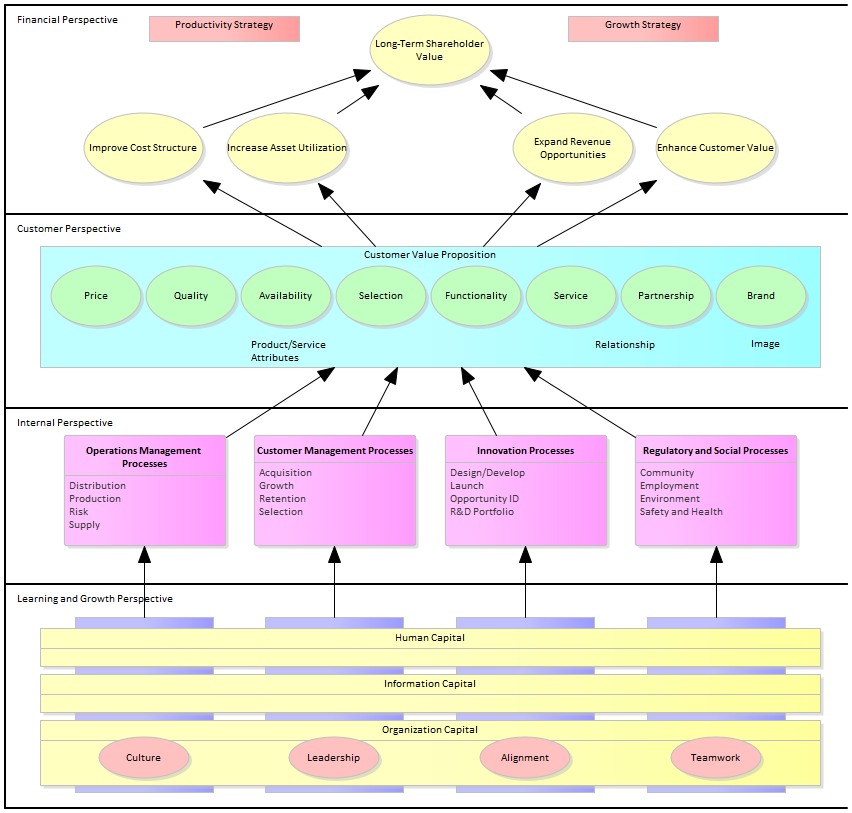 Financial Perspective
Productivity Strategy
Growth Strategy
Long-Term Shareholder
Value
Improve Cost Structure
Increase Asset Utilization
Expand Revenue
Opportunities
Enhance Customer Value
Customer Perspective
Customer Value Proposition
Price
Quality
Availability
Selection
Functionality
Service
Partnership
Brand
Product/Service
Attributes
Relationship
Image
Internal Perspective
Operations Management
Processes
Distribution
Production
Risk
Supply
Customer Management Processes
Acquisition
Growth
Retention
Selection
Innovation Processes
Design/Develop
Launch
Opportunity ID
R&D Portfolio
Regulatory and Social Processes
Community
Employment
Environment
Safety and Health
Learning and Growth Perspective
Human Capital
Information Capital
Organization Capital
Culture
Leadership
Alignment
Teamwork